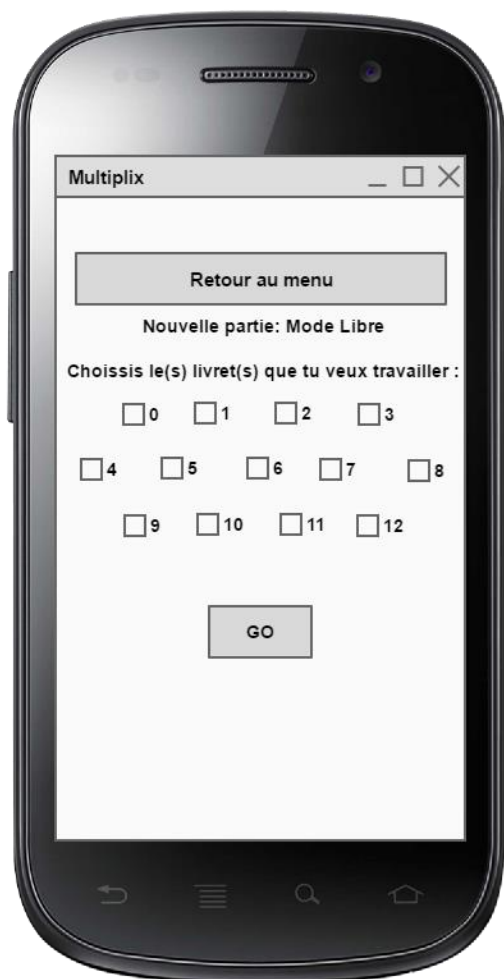 Multiplix
Retour au menu
Nouvelle partie: Mode Libre
Choissis le(s) livret(s) que tu veux travailler :
0 1 2 3
4 5 6 7 8
9 10 11 12
GO